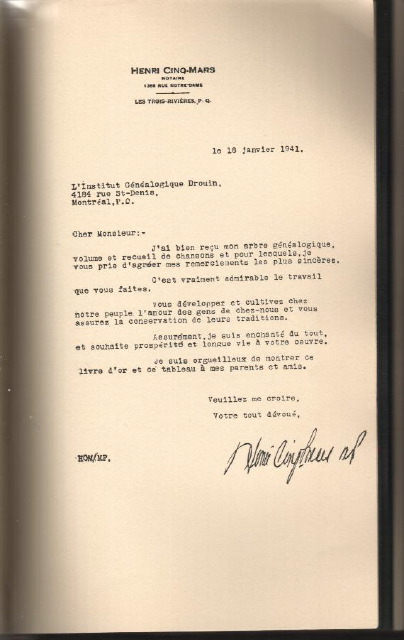 HENRI CINQ-MARS
NOTAIRE
RUE NOTRE-DAME
LES TROIS-RIVIÈRES, P. Q.
le 18 janvier 1941.
L'Institut Généalogique Drouin,
4184 rue St-Denis,
Montréal,P.Q.
Cher Monsieur:-
J'ai bien reçu mon arbre généalogique,
volume et recueil de chansons et pour lesquels,je
vous prie d'agréer mes remerciements les plus sincères.
C'est vraiment admirable le travail
que vous faites.
Vous développez et cultivez chez
notre peuple l'amour des gens de chez-nous et vous
assurez la conservation de leurs traditions.
Assurément,je suis enchanté du tout,
et souhaite prospérité et longue vie à votre oeuvre.
Je suis orgueilleux de montrer ce
livre d'or et ce tableau à mes parents et amis.
Veuillez me croire,
Votre tout dévoué,
Henri Cinq-Mars